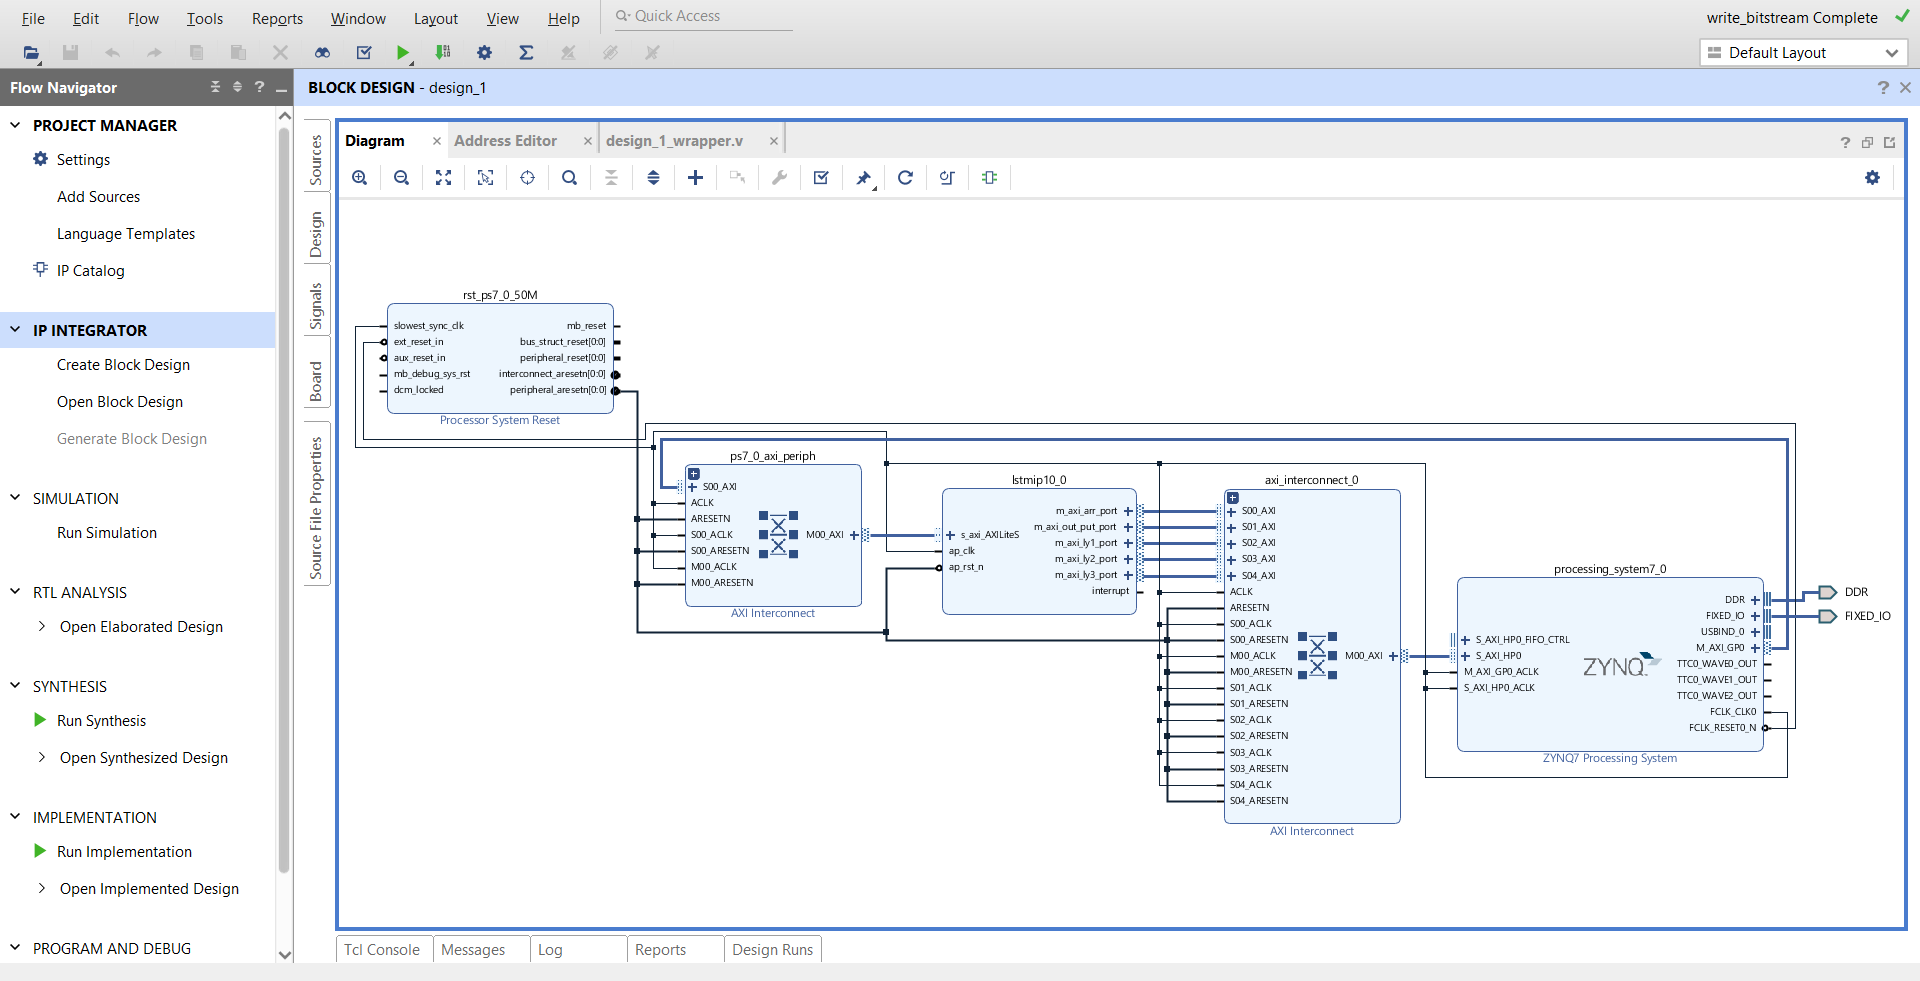 File Edit Flow Tools Reports Window Layout View Help Quick Access write_bitstream Complete
Default Layout
Flow Navigator
PROJECT MANAGER
Settings
Add Sources
Language Templates
IP Catalog
IP INTEGRATOR
Create Block Design
Open Block Design
Generate Block Design
SIMULATION
Run Simulation
RTL ANALYSIS
Open Elaborated Design
SYNTHESIS
Run Synthesis
Open Synthesized Design
IMPLEMENTATION
Run Implementation
Open Implemented Design
PROGRAM AND DEBUG
BLOCK DESIGN - design_1
Sources
Design
Signals
Board
Source File Properties
Diagram Address Editor design_1_wrapper.v
rst_ps7_0_50M
slowest_sync_clk
ext_reset_in
aux_reset_in
mb_debug_sys_rst
dcm_locked
mb_reset
bus_struct_reset[0:0]
peripheral_reset[0:0]
interconnect_aresetn[0:0]
peripheral_aresetn[0:0]
Processor System Reset
ps7_0_axi_periph
S00_AXI
ACLK
ARESETN
S00_ACLK
S00_ARESETN
M00_ACLK
M00_ARESETN
M00_AXI
AXI Interconnect
lstmip10_0
s_axi_AXILiteS
ap_clk
ap_rst_n
m_axi_arr_port
m_axi_out_put_port
m_axi_ly1_port
m_axi_ly2_port
m_axi_ly3_port
interrupt
axi_interconnect_0
S00_AXI
S01_AXI
S02_AXI
S03_AXI
S04_AXI
ACLK
ARESETN
S00_ACLK
S00_ARESETN
M00_ACLK
M00_ARESETN
S01_ACLK
S01_ARESETN
S02_ACLK
S02_ARESETN
S03_ACLK
S03_ARESETN
S04_ACLK
S04_ARESETN
M00_AXI
AXI Interconnect
processing_system7_0
S_AXI_HP0_FIFO_CTRL
S_AXI_HP0
M_AXI_GP0_ACLK
S_AXI_HP0_ACLK
ZYNQ
DDR
FIXED_IO
USBIND_0
M_AXI_GP0
TTC0_WAVE0_OUT
TTC0_WAVE1_OUT
TTC0_WAVE2_OUT
FCLK_CLK0
FCLK_RESET0_N
ZYNQ7 Processing System
DDR
FIXED_IO
Tcl Console Messages Log Reports Design Runs